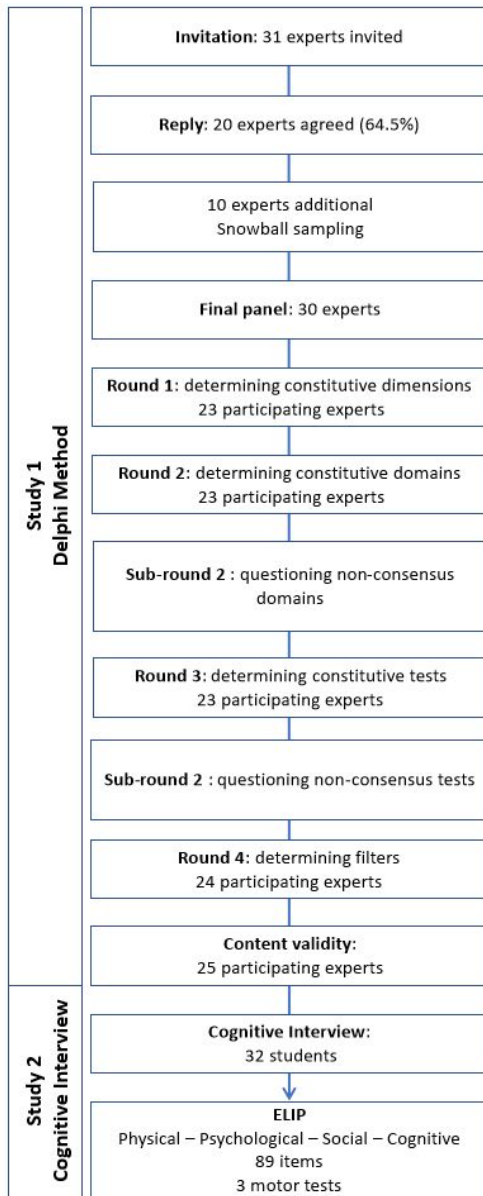 Study 1
Delphi Method
Invitation: 31 experts invited
Reply: 20 experts agreed (64.5%)
10 experts additional
Snowball sampling
Final panel: 30 experts
Round 1: determining constitutive dimensions
23 participating experts
Round 2: determining constitutive domains
23 participating experts
Sub-round 2 : questioning non-consensus
domains
Round 3: determining constitutive tests
23 participating experts
Sub-round 2 : questioning non-consensus tests
Round 4: determining filters
24 participating experts
Content validity:
25 participating experts
Study 2
Cognitive Interview
Cognitive Interview:
32 students
ELIP
Physical – Psychological – Social – Cognitive
89 items
3 motor tests